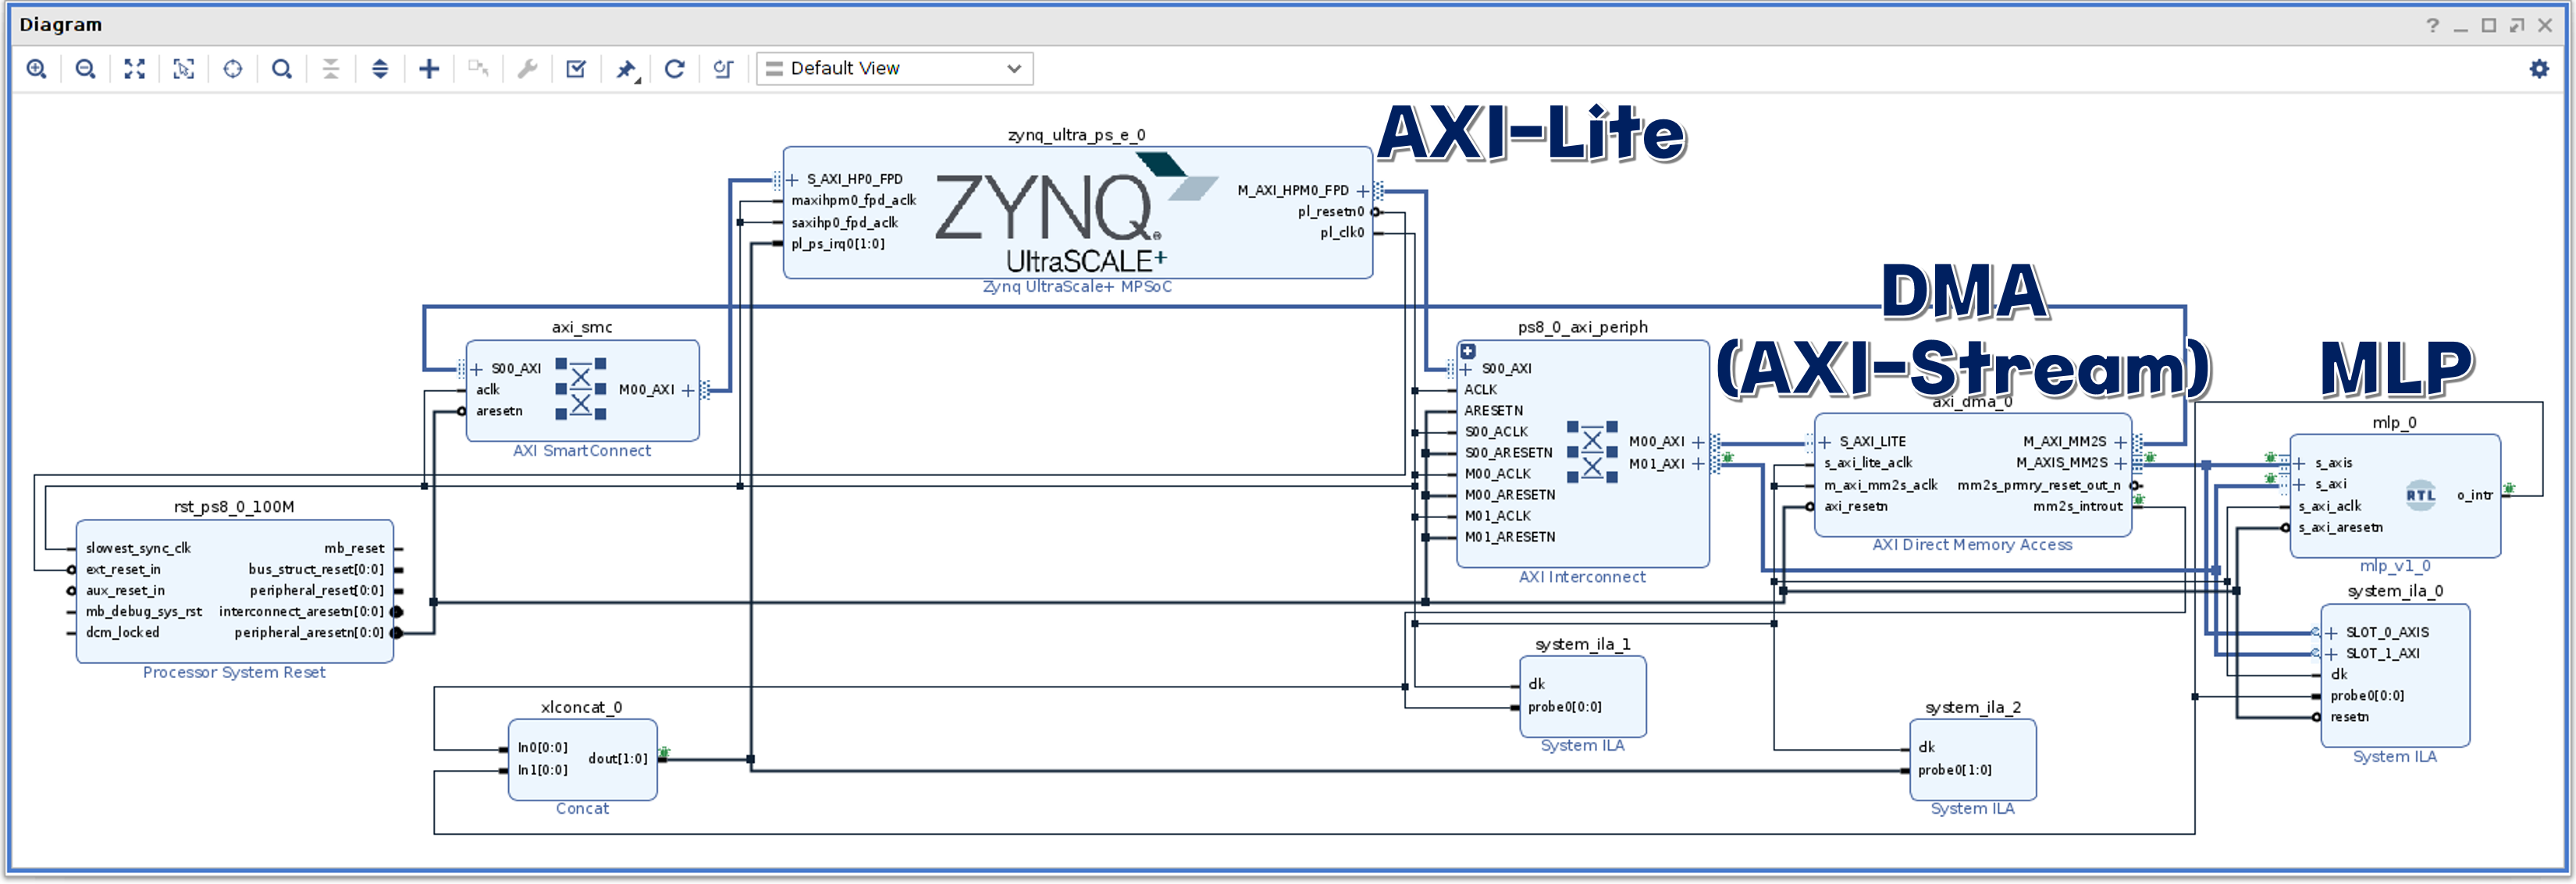 Diagram
Default View
AXI-Lite
zynq_ultra_ps_e_0
S_AXI_HP0_FPD
maxihpm0_fpd_aclk
saxihp0_fpd_aclk
pl_ps_irq0[1:0]
ZYNQ
UltraSCALE+
M_AXI_HPM0_FPD
pl_resetn0
pl_clk0
Zynq UltraScale+ MPSoC
DMA
(AXI-Stream)
MLP
axi_smc
S00_AXI
aclk
aresetn
M00_AXI
AXI SmartConnect
ps8_0_axi_periph
S00_AXI
ACLK
ARESETN
S00_ACLK
S00_ARESETN
M00_ACLK
M00_ARESETN
M01_ACLK
M01_ARESETN
M00_AXI
M01_AXI
AXI Interconnect
axi_dma_0
S_AXI_LITE
s_axi_lite_aclk
m_axi_mm2s_aclk
axi_resetn
M_AXI_MM2S
M_AXIS_MM2S
mm2s_prmry_reset_out_n
mm2s_introut
AXI Direct Memory Access
mlp_0
s_axis
s_axi
s_axi_aclk
s_axi_aresetn
RTL
o_intr
mlp_v1_0
rst_ps8_0_100M
slowest_sync_clk
ext_reset_in
aux_reset_in
mb_debug_sys_rst
dcm_locked
mb_reset
bus_struct_reset[0:0]
peripheral_reset[0:0]
interconnect_aresetn[0:0]
peripheral_aresetn[0:0]
Processor System Reset
system_ila_0
SLOT_0_AXIS
SLOT_1_AXI
clk
probe0[0:0]
resetn
System ILA
system_ila_1
clk
probe0[0:0]
System ILA
xlconcat_0
In0[0:0]
In1[0:0]
dout[1:0]
Concat
system_ila_2
clk
probe0[1:0]
System ILA